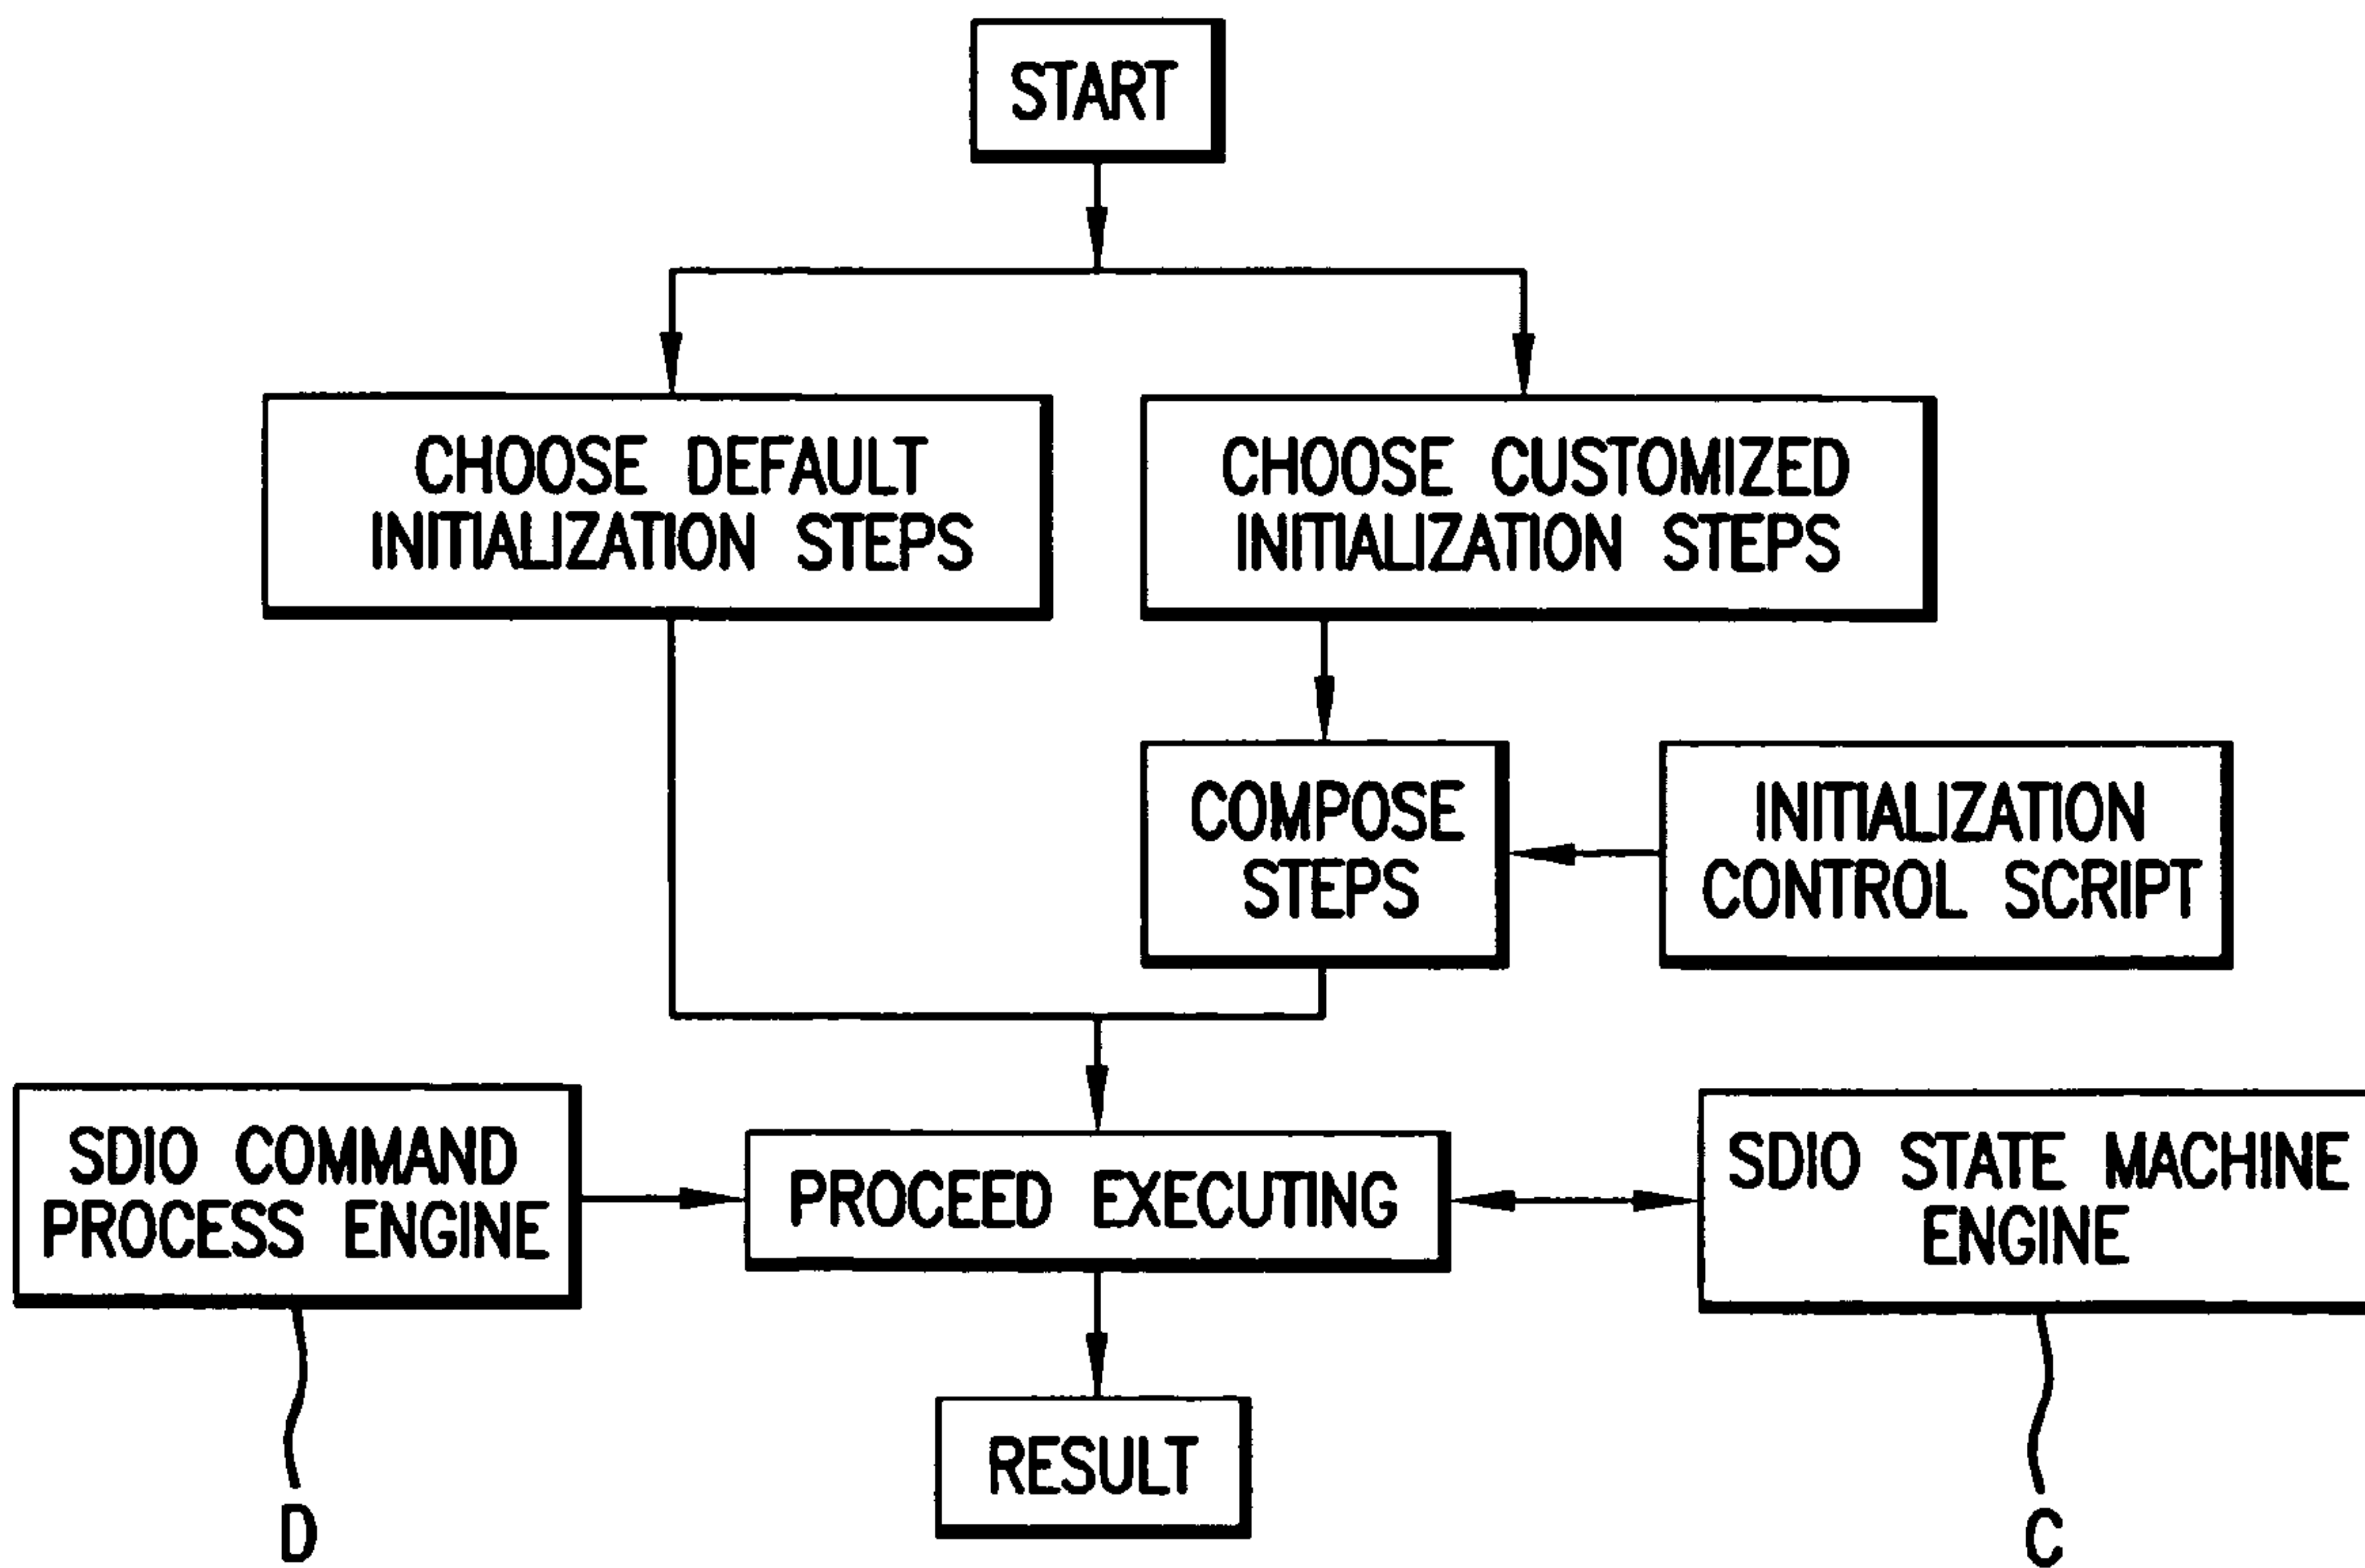 START
CHOOSE DEFAULT
INITIALIZATION STEPS
CHOOSE CUSTOMIZED
INITIALIZATION STEPS
COMPOSE
STEPS
INITIALIZATION
CONTROL SCRIPT
SDIO COMMAND
PROCESS ENGINE
PROCEED EXECUTING
SDIO STATE MACHINE
ENGINE
RESULT
D
C